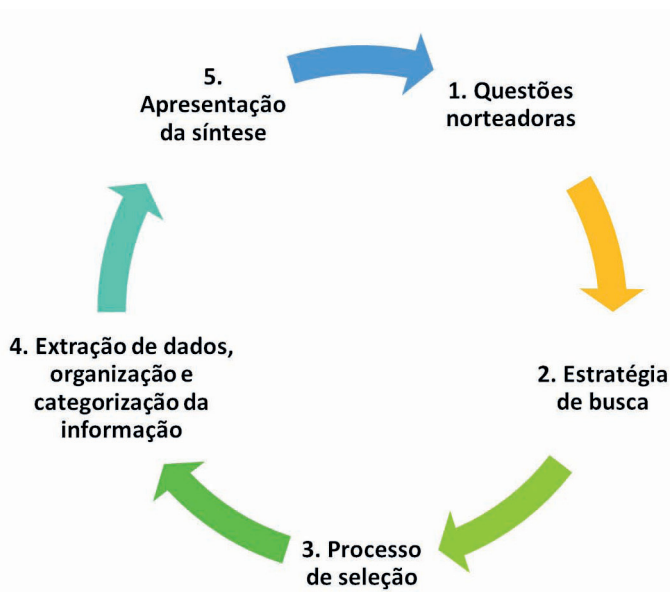 1. Questões
norteadoras
2. Estratégia
de busca
3. Processo
de seleção
4. Extração de dados,
organização e
categorização da
informação
5.
Apresentação
da síntese